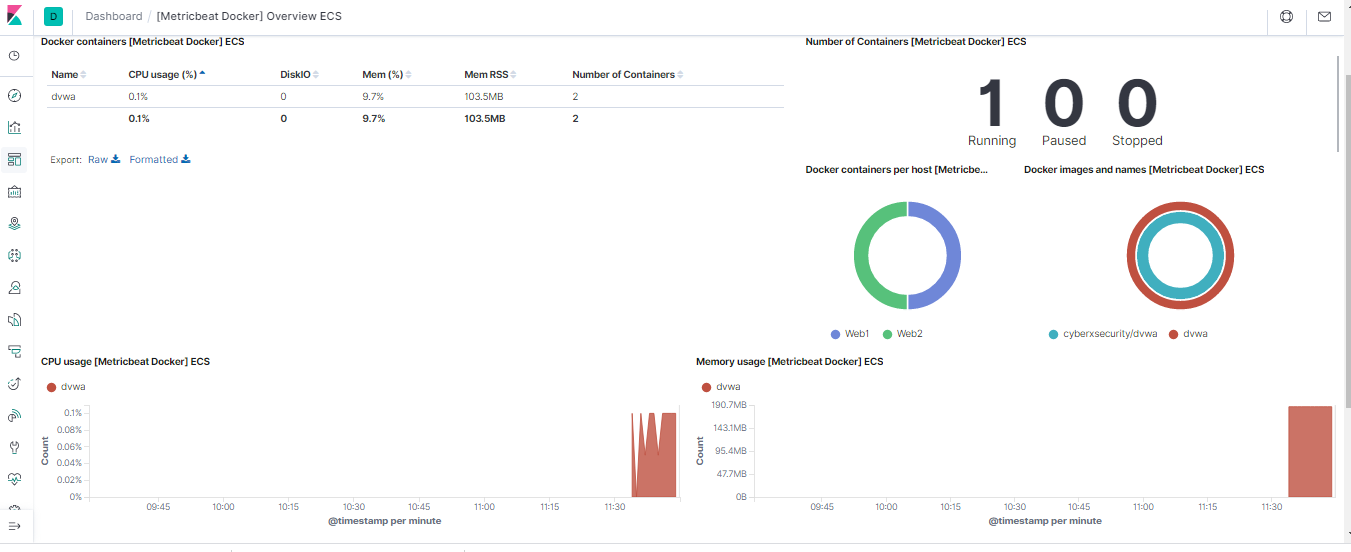 D Dashboard / [Metricbeat Docker] Overview ECS
Docker containers [Metricbeat Docker] ECS
Name CPU usage (%) DiskIO Mem (%) Mem RSS Number of Containers
dvwa 0.1% 0 9.7% 103.5MB 2
0.1% 0 9.7% 103.5MB 2
Export: Raw Formatted
Number of Containers [Metricbeat Docker] ECS
1 0 0
Running Paused Stopped
Docker containers per host [Metricbe...
Web1 Web2
Docker images and names [Metricbeat Docker] ECS
cyberxsecurity/dvwa dvwa
CPU usage [Metricbeat Docker] ECS
dvwa
0.1%
0.08%
0.06%
0.04%
0.02%
0%
Count
09:45 10:00 10:15 10:30 10:45 11:00 11:15 11:30
@timestamp per minute
Memory usage [Metricbeat Docker] ECS
dvwa
190.7MB
143.1MB
95.4MB
47.7MB
0B
Count
09:45 10:00 10:15 10:30 10:45 11:00 11:15 11:30
@timestamp per minute